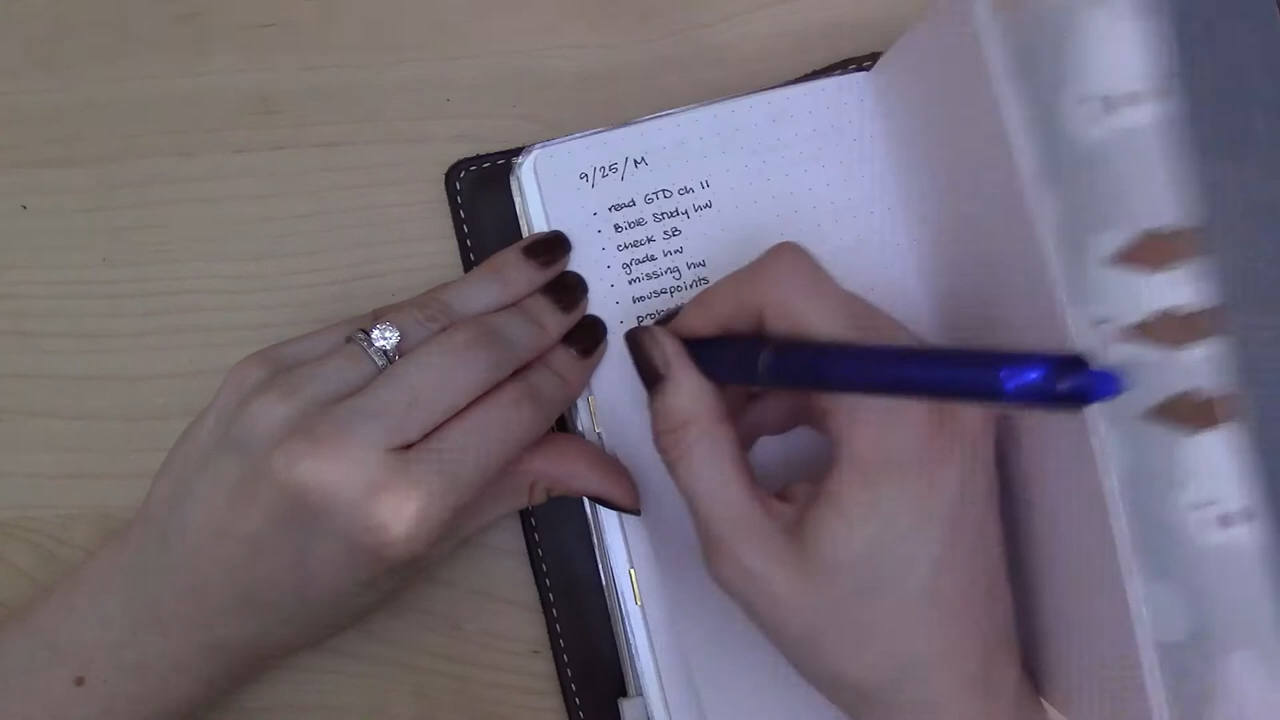 9/25/M
· read GTD ch 11
· Bible Study hw
· check SB
· grade hw
· missing hw
· housepoints
·